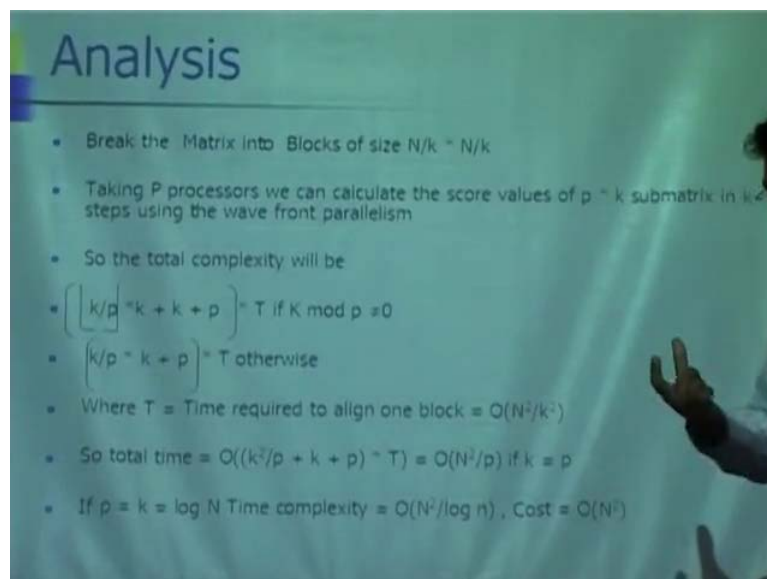 Analysis
Break the Matrix into Blocks of size N/k * N/k
Taking P processors we can calculate the score values of p * k submatrix in
steps using the wave front parallelism
So the total complexity will be
(⌊k/p⌋ *k + k + p ) * T if K mod p ≠0
(k/p * k + p) * T otherwise
Where T = Time required to align one block = O(N²/k²)
So total time = O((k²/p + k + p) * T) = O(N²/p) if k = p
If p = k = log N Time complexity = O(N²/log n) , Cost = O(N²)